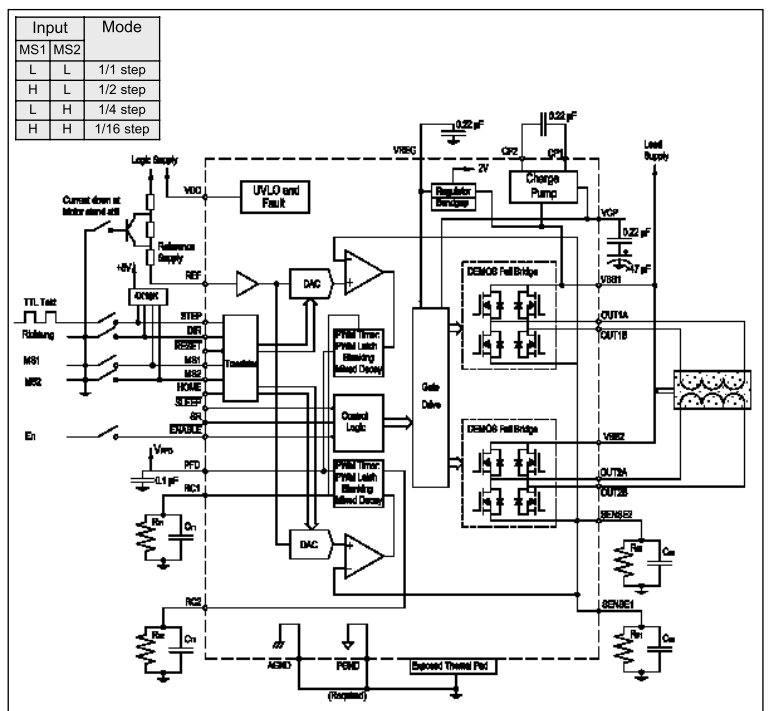 Input Mode
MS1 MS2
L L 1/1 step
H L 1/2 step
L H 1/4 step
H H 1/16 step
0.22 µF
0.22 µF
VREG
CP2
CP1
Load
Supply
Logic Supply
VDD
UVLO and
Fault
2V
Regulator
Bandgap
Charge
Pump
VCP
Current down at
Motor stand still
Reference
Supply
0.22 µF
47 µF
REF
DAC
+5V
DEMOS Full Bridge
VBB1
TTL Takt
STEP
OUT1A
Richtung
DIR
OUT1B
RESET
MS1
MS1
Translator
PWM Timer:
PWM Latch
Blanking
Mixed Decay
MS2
MS2
HOME
Gate
Drive
SLEEP
SR
Control
Logic
DEMOS Full Bridge
En
ENABLE
VBB2
PFD
PWM Timer:
PWM Latch
Blanking
Mixed Decay
0.1 µF
OUT2A
RC1
OUT2B
SENSE2
DAC
RC2
SENSE1
AGND
PGND
Exposed Thermal Pad
(Required)